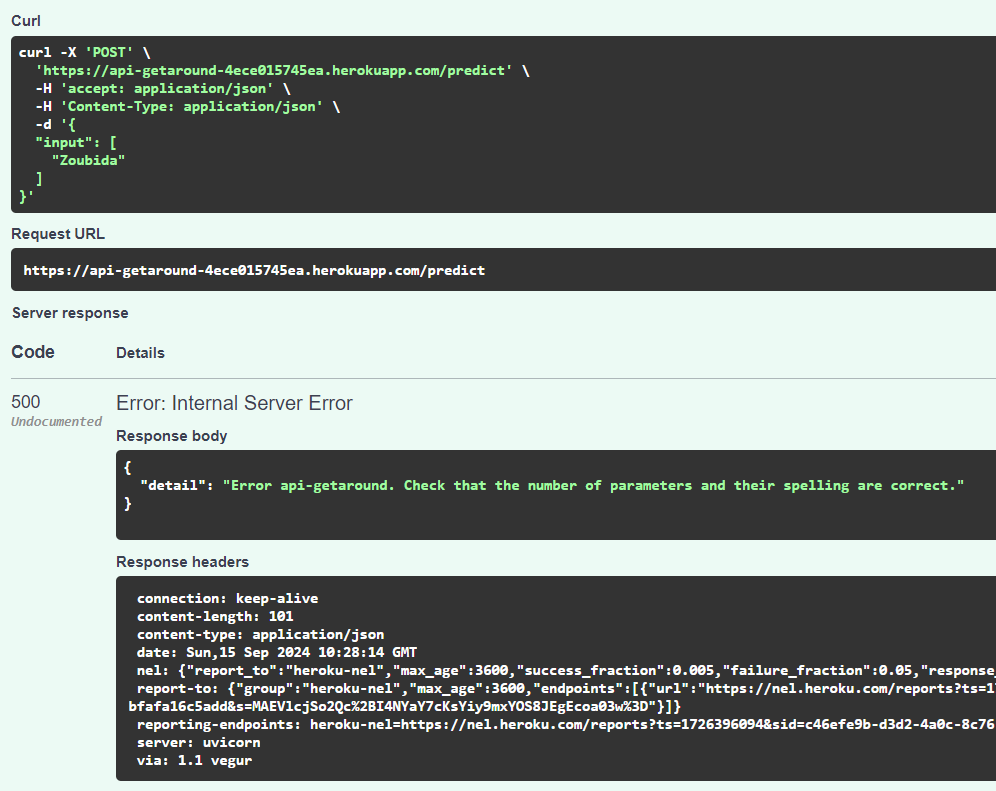 Curl
curl -X 'POST' \
'https://api-getaround-4ece015745ea.herokuapp.com/predict' \
-H 'accept: application/json' \
-H 'Content-Type: application/json' \
-d '{
"input": [
"Zoubida"
]
}'
Request URL
https://api-getaround-4ece015745ea.herokuapp.com/predict
Server response
Code Details
500 Error: Internal Server Error
Undocumented
Response body
{
"detail": "Error api-getaround. Check that the number of parameters and their spelling are correct."
}
Response headers
connection: keep-alive
content-length: 101
content-type: application/json
date: Sun,15 Sep 2024 10:28:14 GMT
nel: {"report_to":"heroku-nel","max_age":3600,"success_fraction":0.005,"failure_fraction":0.05,"response_
report-to: {"group":"heroku-nel","max_age":3600,"endpoints":[{"url":"https://nel.heroku.com/reports?ts=17
bfafa16c5add&s=MAEVlcjSo2Qc%2BI4NYaY7cKsYiy9mxYOS8JEgEcoa03w%3D"}]}
reporting-endpoints: heroku-nel=https://nel.heroku.com/reports?ts=1726396094&sid=c46efe9b-d3d2-4a0c-8c76
server: uvicorn
via: 1.1 vegur